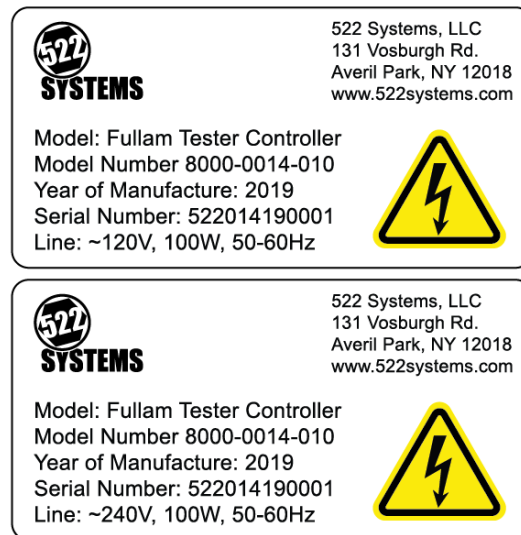 522
SYSTEMS
522 Systems, LLC
131 Vosburgh Rd.
Averil Park, NY 12018
www.522systems.com
Model: Fullam Tester Controller
Model Number 8000-0014-010
Year of Manufacture: 2019
Serial Number: 522014190001
Line: ~120V, 100W, 50-60Hz
522
SYSTEMS
522 Systems, LLC
131 Vosburgh Rd.
Averil Park, NY 12018
www.522systems.com
Model: Fullam Tester Controller
Model Number 8000-0014-010
Year of Manufacture: 2019
Serial Number: 522014190001
Line: ~240V, 100W, 50-60Hz